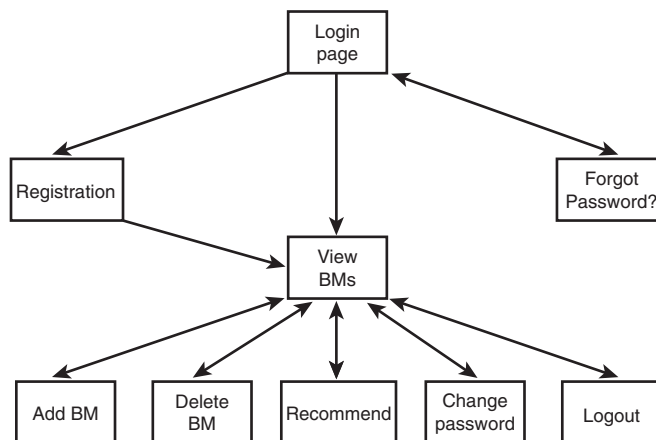 Login
page
Registration
Forgot
Password?
View
BMs
Add BM
Delete
BM
Recommend
Change
password
Logout